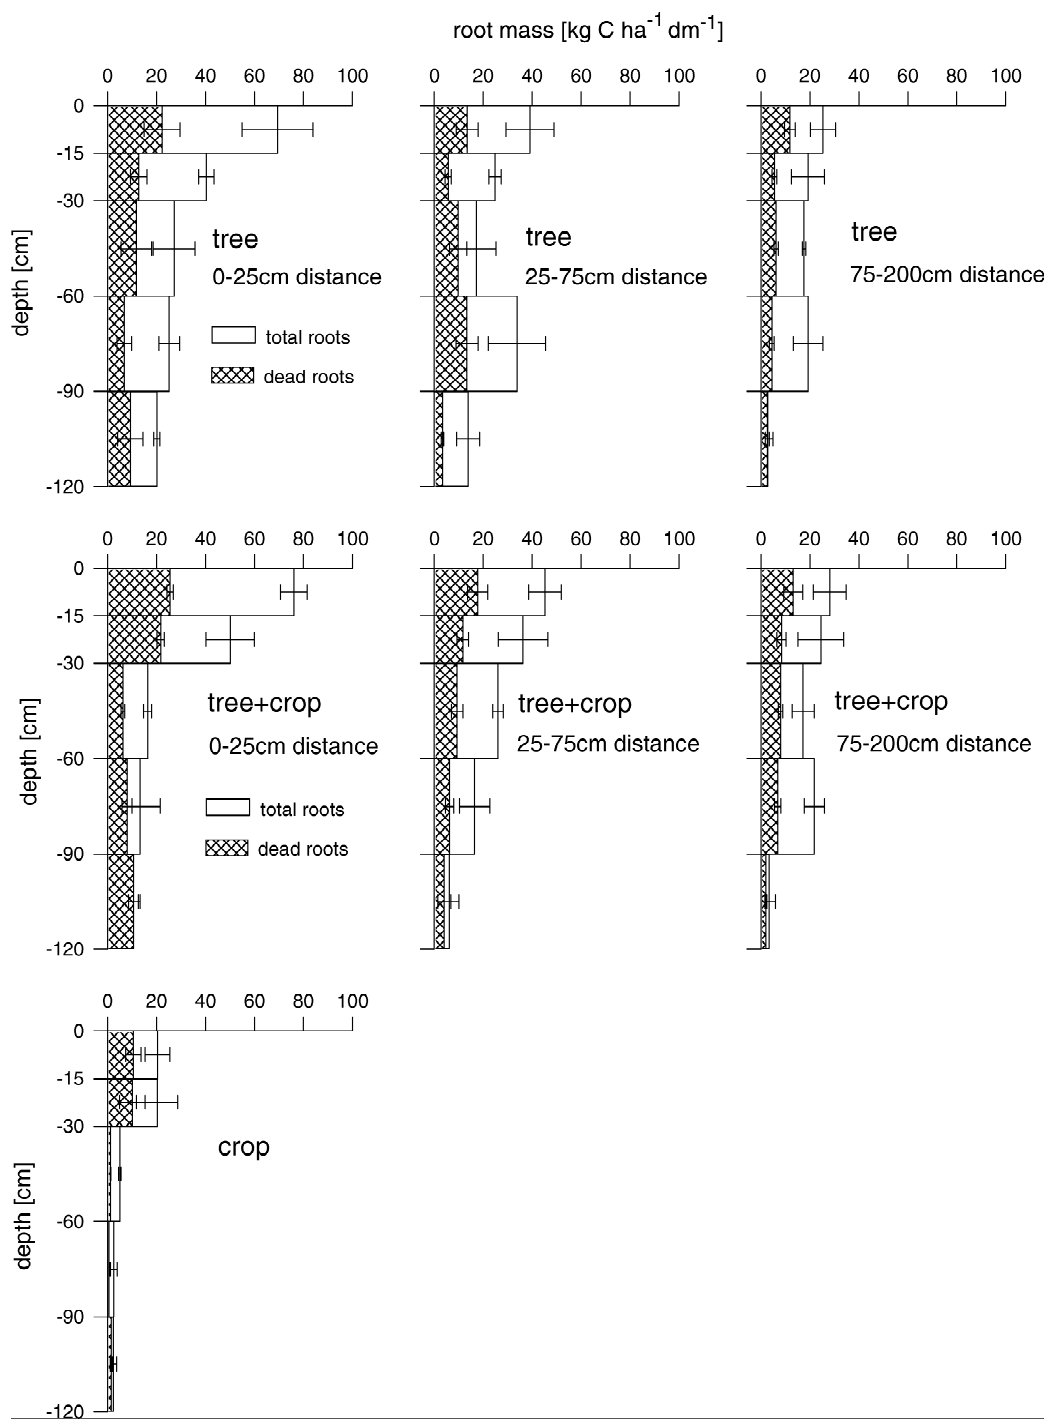 root mass [kg C ha-1 dm-1]
0 20 40 60 80 100
0 20 40 60 80 100
0 20 40 60 80 100
depth [cm]
0
-15
-30
-60
-90
-120
tree
0-25cm distance
total roots
dead roots
tree
25-75cm distance
tree
75-200cm distance
0 20 40 60 80 100
0 20 40 60 80 100
0 20 40 60 80 100
depth [cm]
0
-15
-30
-60
-90
-120
tree+crop
0-25cm distance
total roots
dead roots
tree+crop
25-75cm distance
tree+crop
75-200cm distance
0 20 40 60 80 100
depth [cm]
0
-15
-30
-60
-90
-120
crop